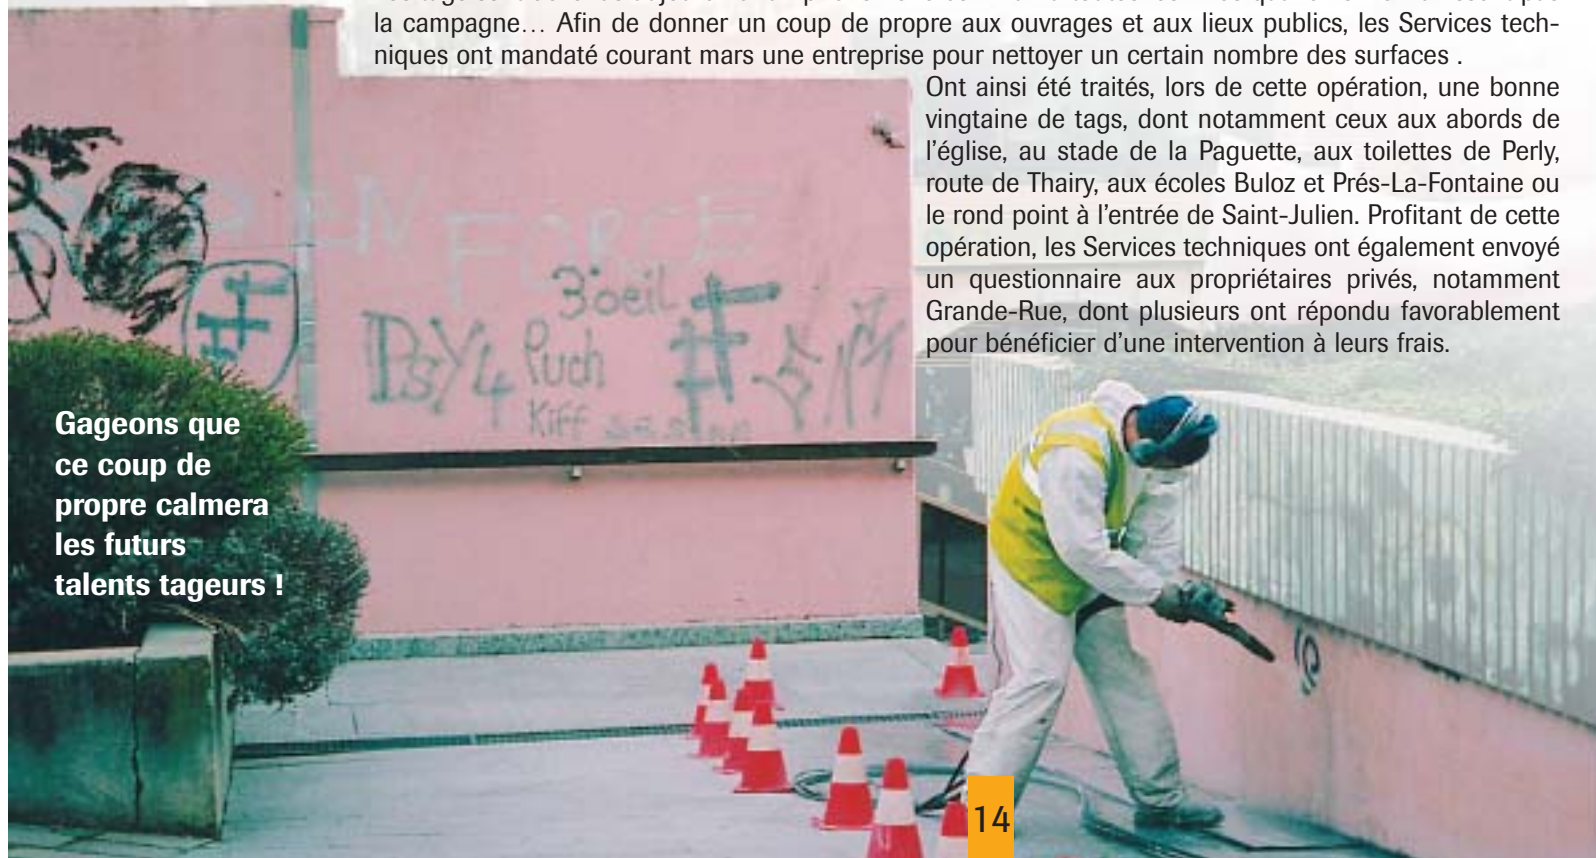 la campagne… Afin de donner un coup de propre aux ouvrages et aux lieux publics, les Services tech-
niques ont mandaté courant mars une entreprise pour nettoyer un certain nombre des surfaces .
Ont ainsi été traités, lors de cette opération, une bonne
vingtaine de tags, dont notamment ceux aux abords de
l'église, au stade de la Paguette, aux toilettes de Perly,
route de Thairy, aux écoles Buloz et Prés-La-Fontaine ou
le rond point à l'entrée de Saint-Julien. Profitant de cette
opération, les Services techniques ont également envoyé
un questionnaire aux propriétaires privés, notamment
Grande-Rue, dont plusieurs ont répondu favorablement
pour bénéficier d'une intervention à leurs frais.
EN FORCE
3°oeil
PsY4 Puch
Kiff
Gageons que
ce coup de
propre calmera
les futurs
talents tageurs !
14